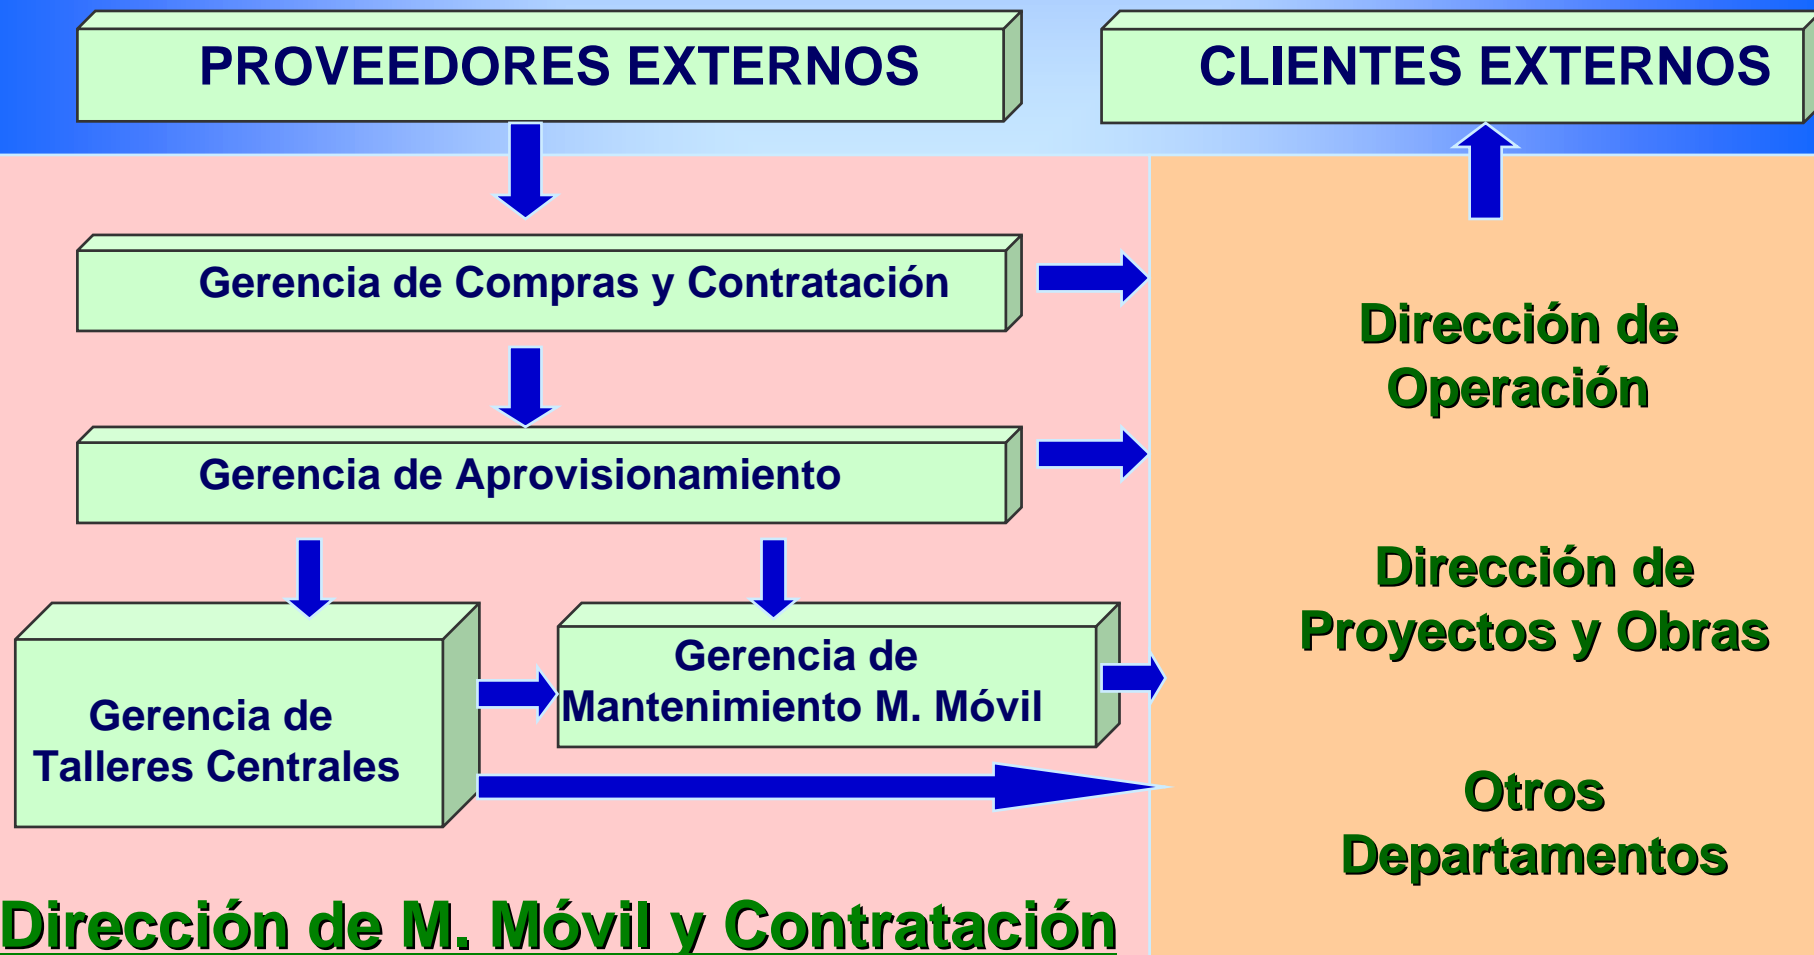 PROVEEDORES EXTERNOS
CLIENTES EXTERNOS
Gerencia de Compras y Contratación
Gerencia de Aprovisionamiento
Gerencia de
Talleres Centrales
Gerencia de
Mantenimiento M. Móvil
Dirección de M. Móvil y Contratación
Dirección de
Operación
Dirección de
Proyectos y Obras
Otros
Departamentos